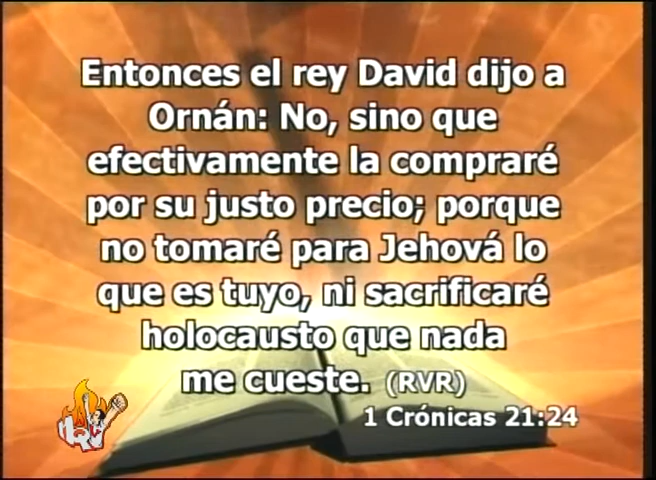 Entonces el rey David dijo a
Ornán: No, sino que
efectivamente la compraré
por su justo precio; porque
no tomaré para Jehová lo
que es tuyo, ni sacrificaré
holocausto que nada
me cueste. (RVR)
1 Crónicas 21:24